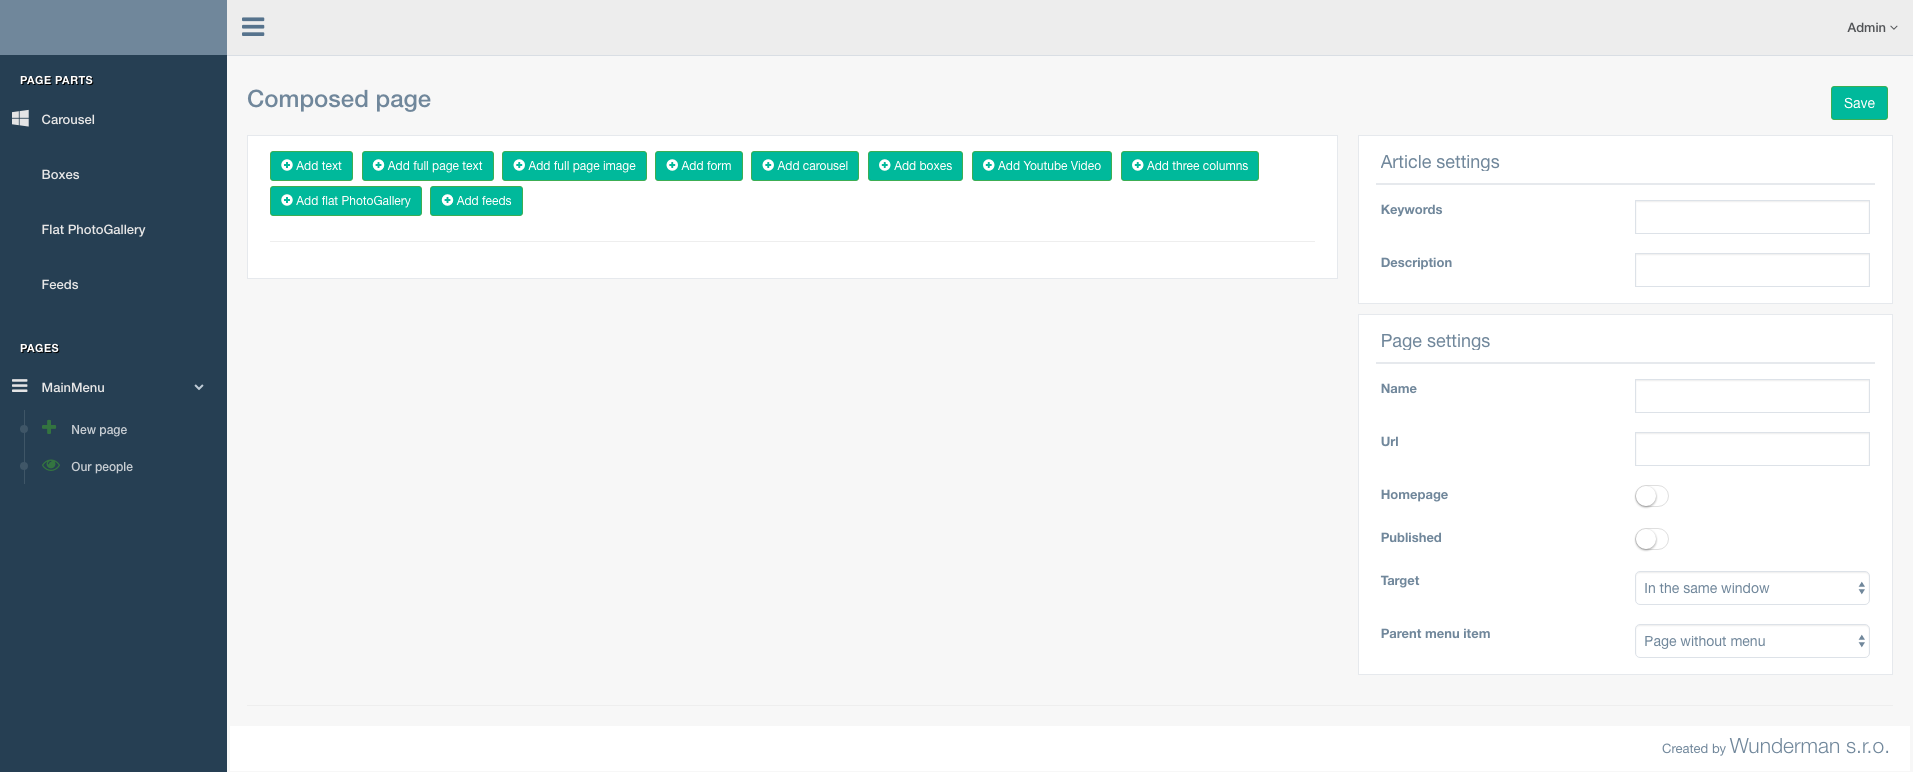 Admin
PAGE PARTS
Carousel
Boxes
Flat PhotoGallery
Feeds
PAGES
MainMenu
New page
Our people
Composed page
Save
Add text Add full page text Add full page image Add form Add carousel Add boxes Add Youtube Video Add three columns
Add flat PhotoGallery Add feeds
Article settings
Keywords
Description
Page settings
Name
Url
Homepage
Published
Target In the same window
Parent menu item Page without menu
Created by Wunderman s.r.o.